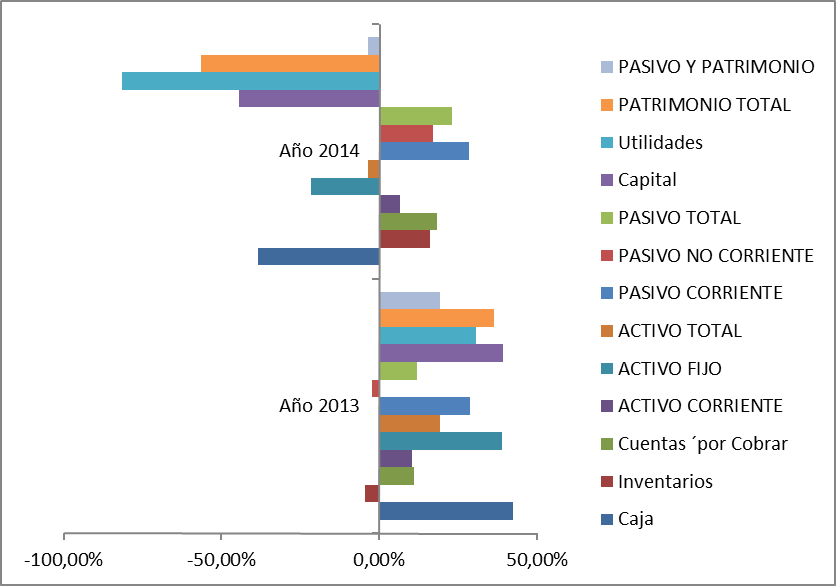 Año 2014
Año 2013
-100,00%
-50,00%
0,00%
50,00%
PASIVO Y PATRIMONIO
PATRIMONIO TOTAL
Utilidades
Capital
PASIVO TOTAL
PASIVO NO CORRIENTE
PASIVO CORRIENTE
ACTIVO TOTAL
ACTIVO FIJO
ACTIVO CORRIENTE
Cuentas ´por Cobrar
Inventarios
Caja